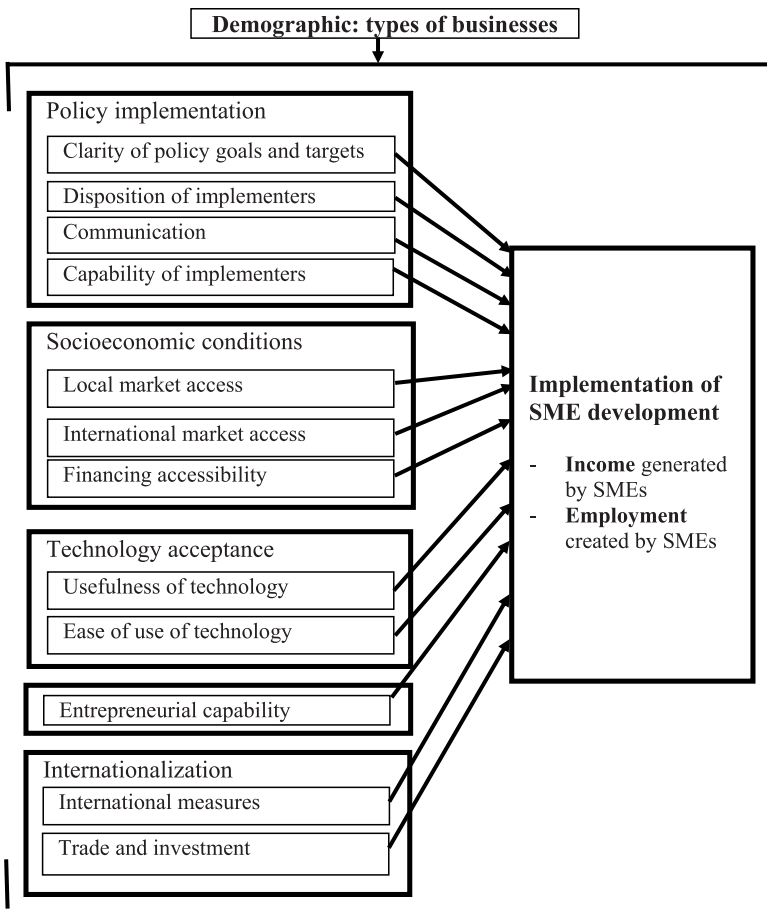 Demographic: types of businesses
Policy implementation
Clarity of policy goals and targets
Disposition of implementers
Communication
Capability of implementers
Socioeconomic conditions
Local market access
International market access
Financing accessibility
Technology acceptance
Usefulness of technology
Ease of use of technology
Entrepreneurial capability
Internationalization
International measures
Trade and investment
Implementation of
SME development
- Income generated
by SMEs
- Employment
created by SMEs